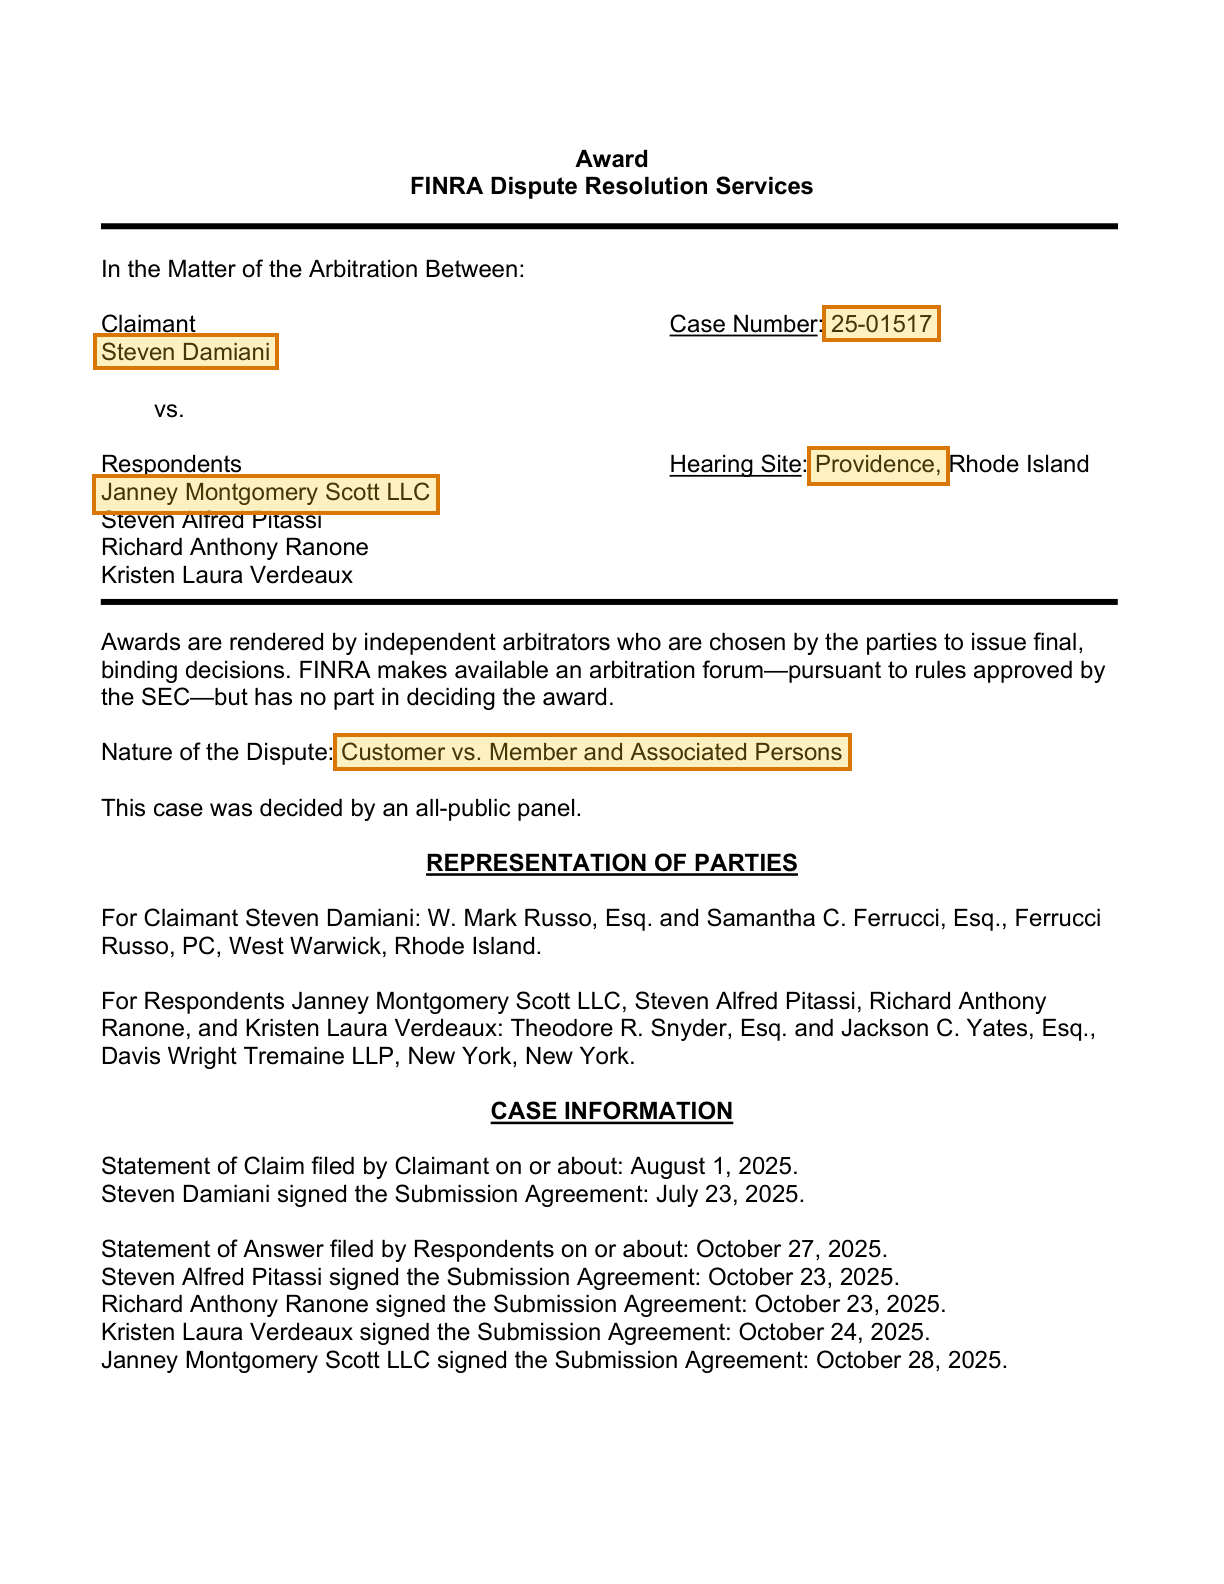 Award
FINRA Dispute Resolution Services
In the Matter of the Arbitration Between:
Claimant
Case Number: 25-01517
Steven Damiani
vs.
Respondents
Hearing Site: Providence, Rhode Island
Janney Montgomery Scott LLC
Steven Alfred Pitassi
Richard Anthony Ranone
Kristen Laura Verdeaux
Awards are rendered by independent arbitrators who are chosen by the parties to issue final,
binding decisions. FINRA makes available an arbitration forum—pursuant to rules approved by
the SEC—but has no part in deciding the award.
Nature of the Dispute: Customer vs. Member and Associated Persons
This case was decided by an all-public panel.
REPRESENTATION OF PARTIES
For Claimant Steven Damiani: W. Mark Russo, Esq. and Samantha C. Ferrucci, Esq., Ferrucci
Russo, PC, West Warwick, Rhode Island.
For Respondents Janney Montgomery Scott LLC, Steven Alfred Pitassi, Richard Anthony
Ranone, and Kristen Laura Verdeaux: Theodore R. Snyder, Esq. and Jackson C. Yates, Esq.,
Davis Wright Tremaine LLP, New York, New York.
CASE INFORMATION
Statement of Claim filed by Claimant on or about: August 1, 2025.
Steven Damiani signed the Submission Agreement: July 23, 2025.
Statement of Answer filed by Respondents on or about: October 27, 2025.
Steven Alfred Pitassi signed the Submission Agreement: October 23, 2025.
Richard Anthony Ranone signed the Submission Agreement: October 23, 2025.
Kristen Laura Verdeaux signed the Submission Agreement: October 24, 2025.
Janney Montgomery Scott LLC signed the Submission Agreement: October 28, 2025.